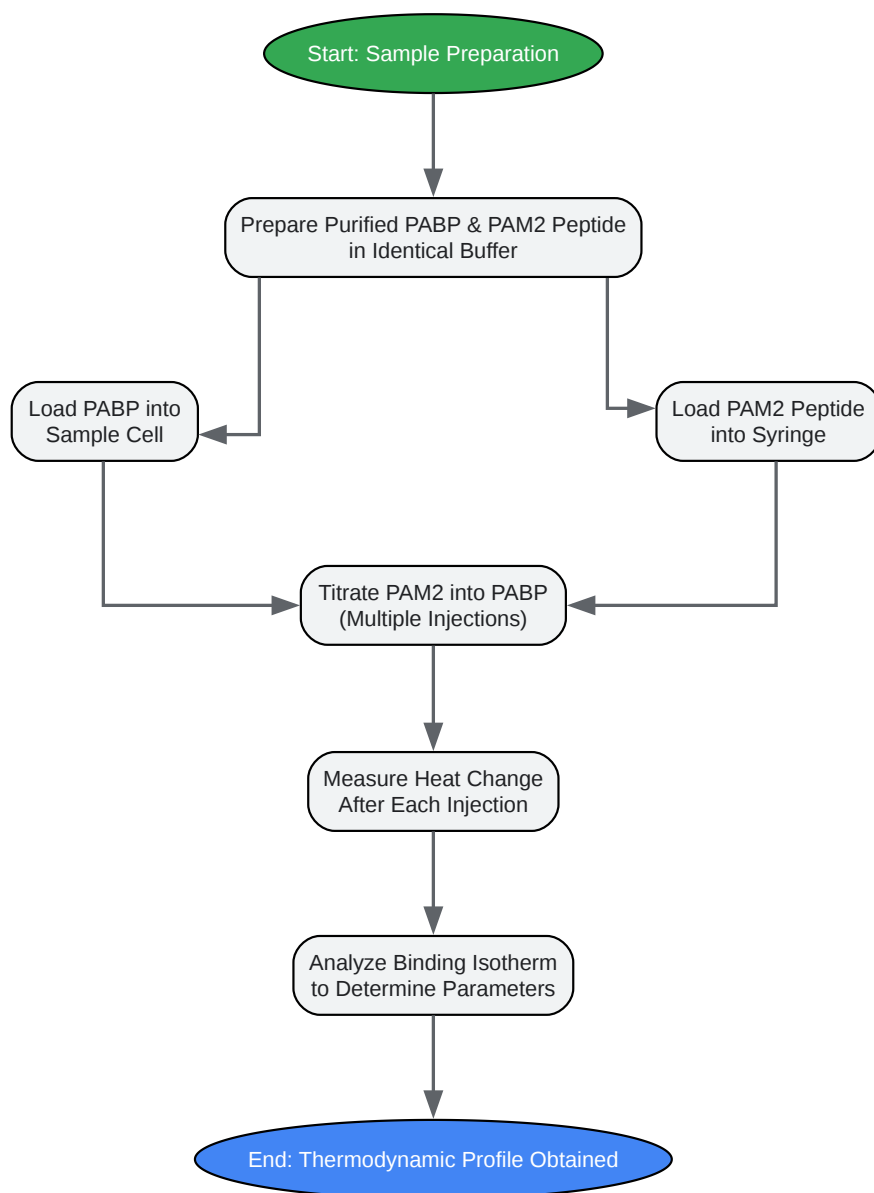 Start: Sample Preparation
Prepare Purified PABP & PAM2 Peptide
in Identical Buffer
Load PABP into
Sample Cell
Load PAM2 Peptide
into Syringe
Titrate PAM2 into PABP
(Multiple Injections)
Measure Heat Change
After Each Injection
Analyze Binding Isotherm
to Determine Parameters
End: Thermodynamic Profile Obtained